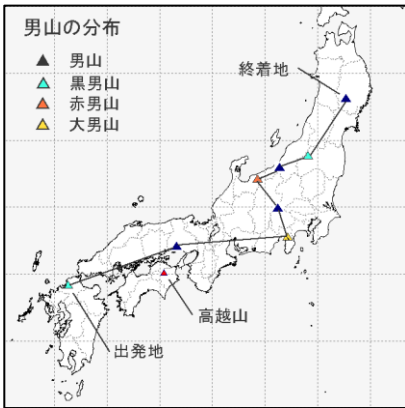 男山の分布
男山
黒男山
赤男山
大男山
終着地
高越山
出発地